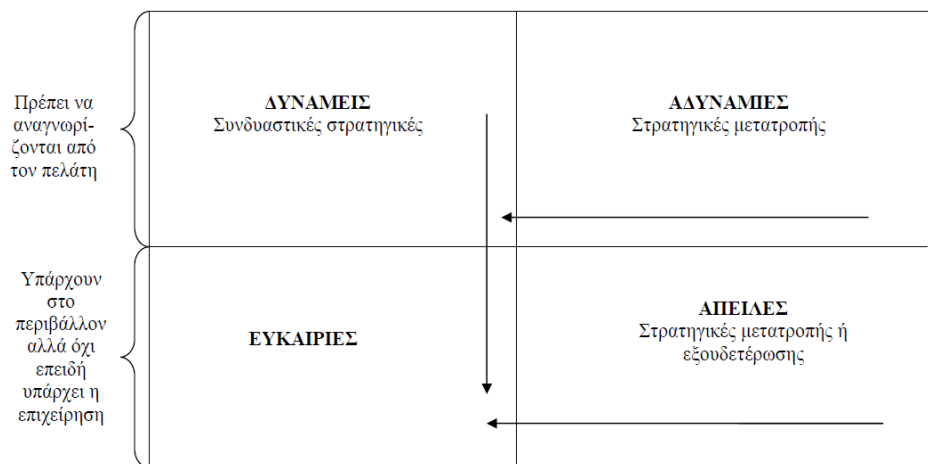 Πρέπει να
αναγνωρί-
ζονται από
τον πελάτη
ΔΥΝΑΜΕΙΣ
Συνδυαστικές στρατηγικές
ΑΔΥΝΑΜΙΕΣ
Στρατηγικές μετατροπής
Υπάρχουν
στο
περιβάλλον
αλλά όχι
επειδή
υπάρχει η
επιχείρηση
ΕΥΚΑΙΡΙΕΣ
ΑΠΕΙΛΕΣ
Στρατηγικές μετατροπής ή
εξουδετέρωσης